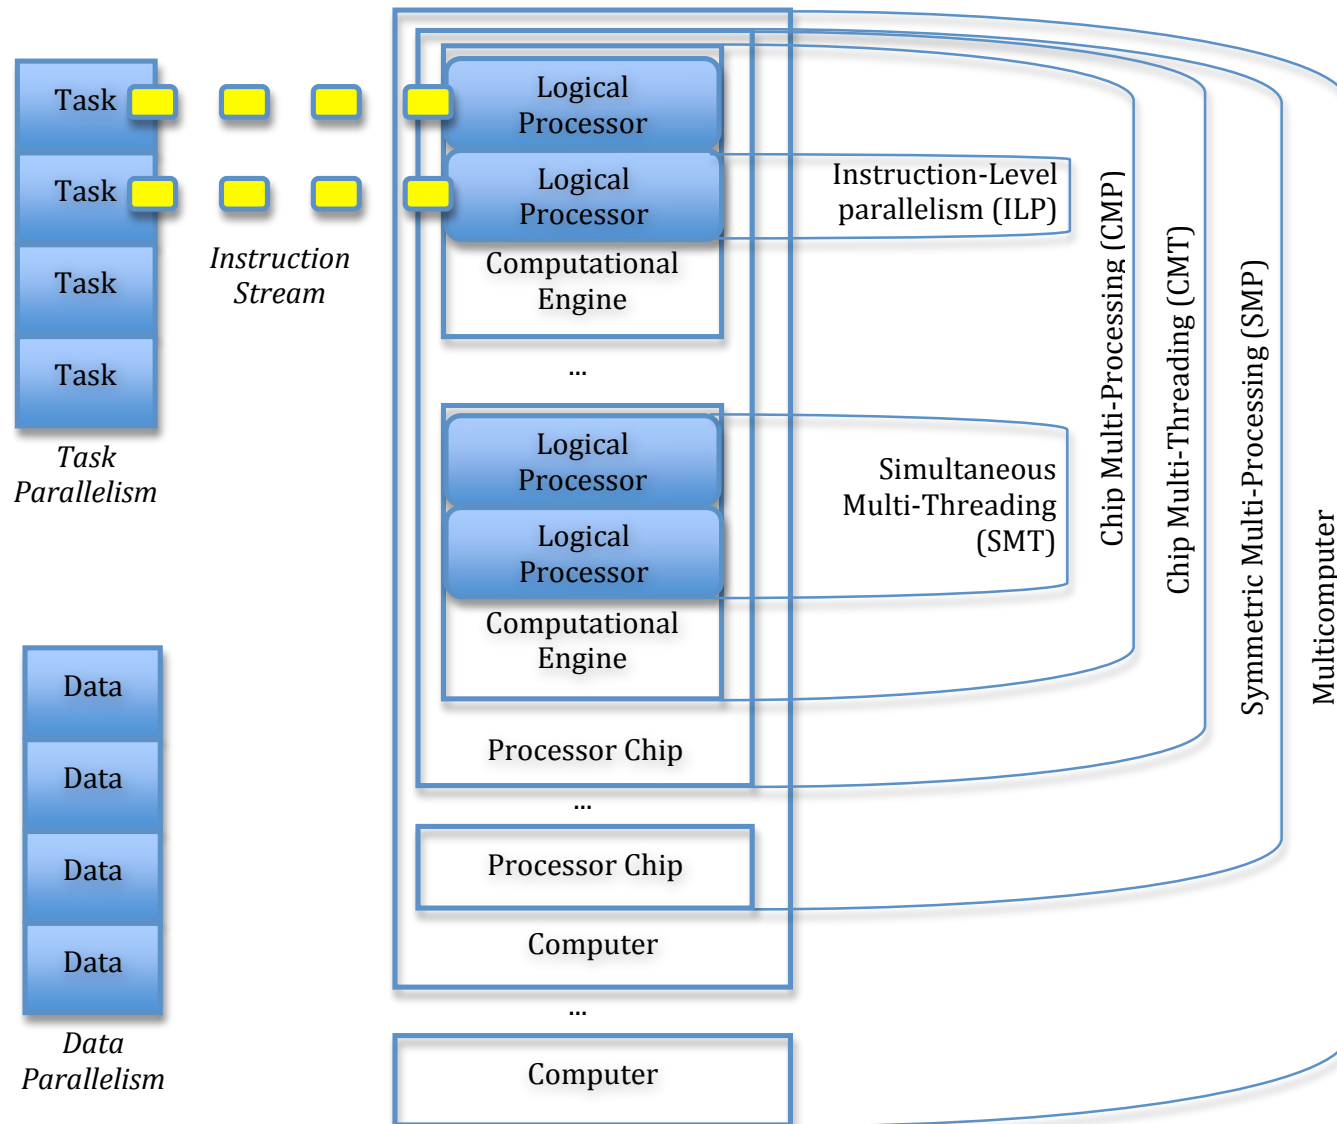 Task
Task
Task
Task
Task
Parallelism
Instruction
Stream
Data
Data
Data
Data
Data
Parallelism
Logical
Processor
Logical
Processor
Computational
Engine
...
Logical
Processor
Logical
Processor
Computational
Engine
Processor Chip
...
Processor Chip
Computer
...
Computer
Instruction-Level
parallelism (ILP)
Simultaneous
Multi-Threading
(SMT)
Chip Multi-Processing (CMP)
Chip Multi-Threading (CMT)
Symmetric Multi-Processing (SMP)
Multicomputer